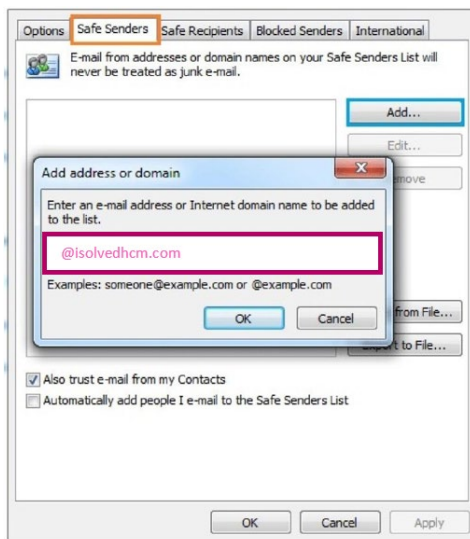 Options Safe Senders Safe Recipients Blocked Senders International
E-mail from addresses or domain names on your Safe Senders List will
never be treated as junk e-mail.
Add...
Edit...
emove
Add address or domain
Enter an e-mail address or Internet domain name to be added
to the list.
@isolvedhcm.com
Examples: someone@example.com or @example.com
OK Cancel
from File...
Export to File...
Also trust e-mail from my Contacts
Automatically add people I e-mail to the Safe Senders List
OK Cancel Apply